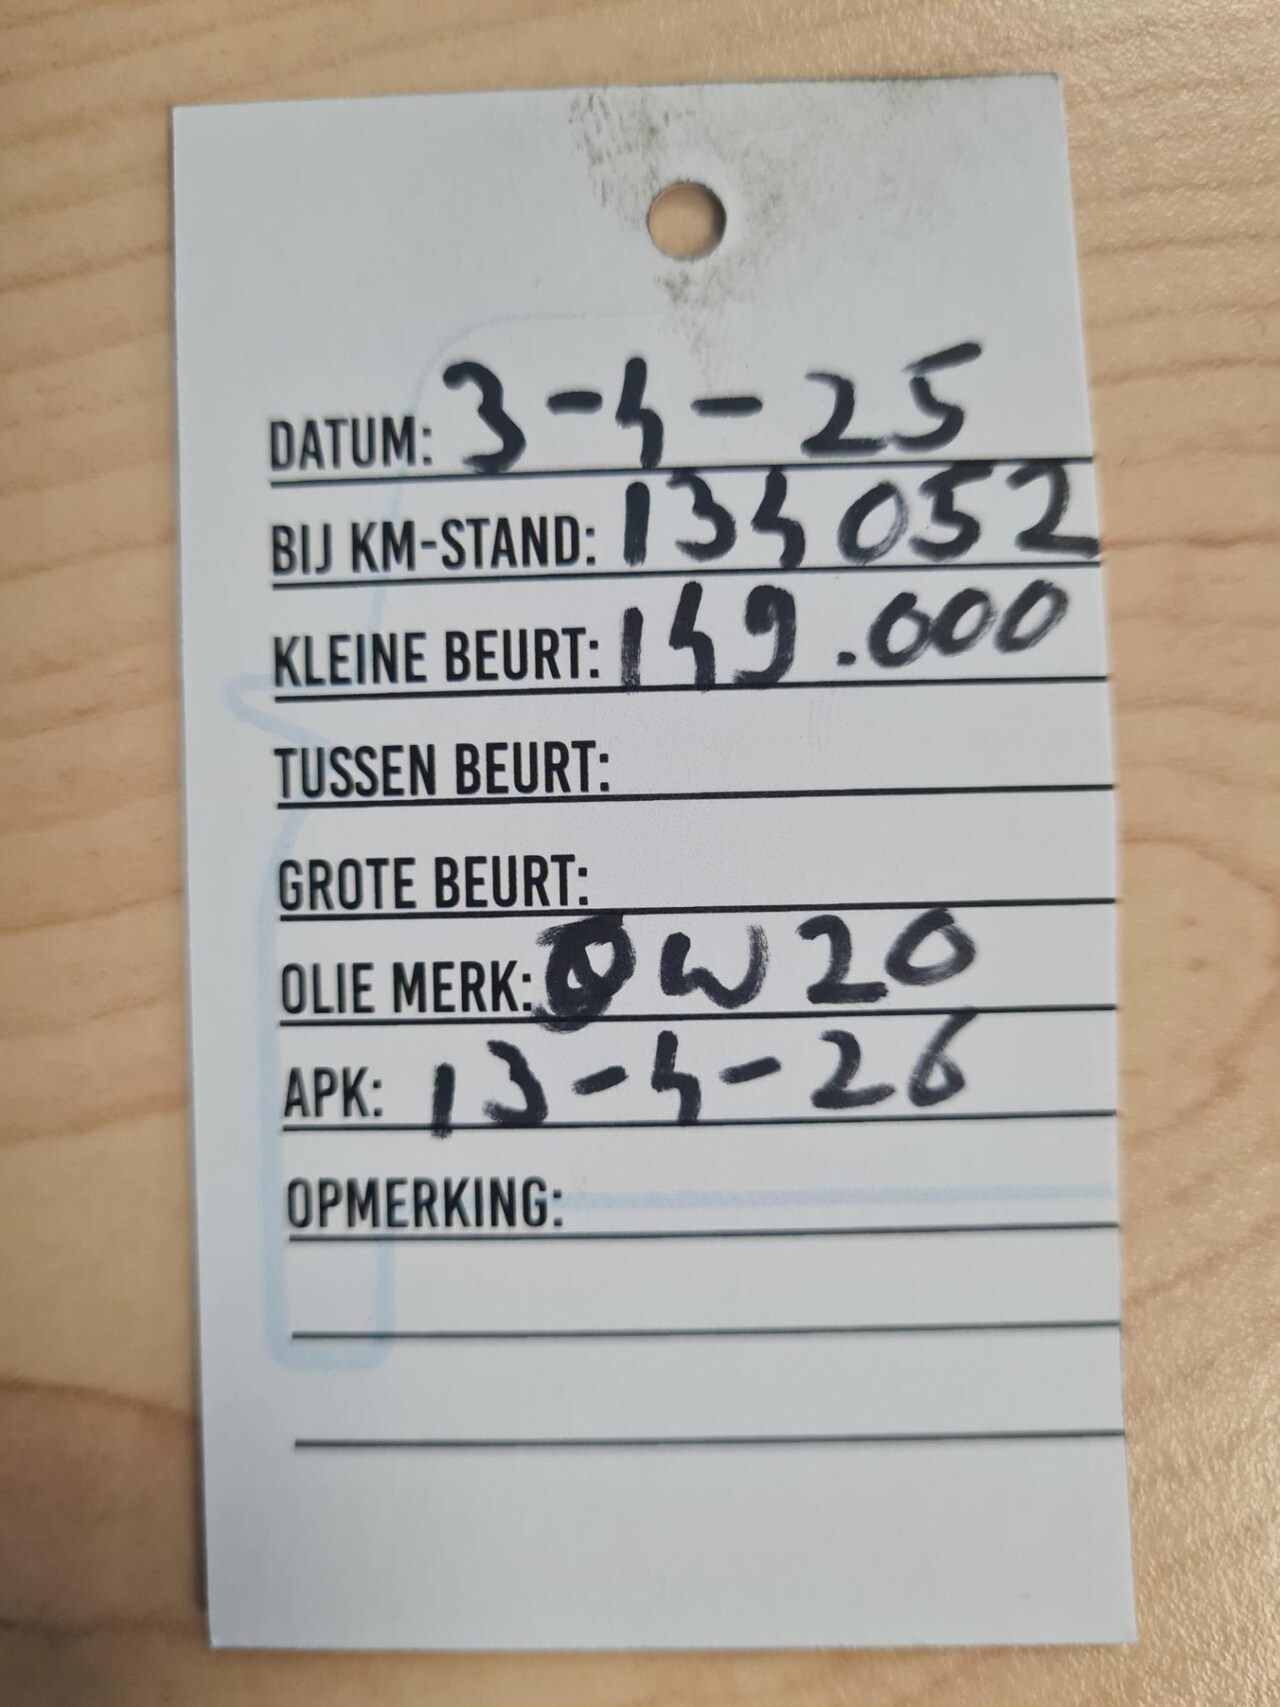 DATUM: 3-4-25
BIJ KM-STAND: 134052
KLEINE BEURT: 149.000
TUSSEN BEURT:
GROTE BEURT:
OLIE MERK: 0W20
APK: 13-4-26
OPMERKING: